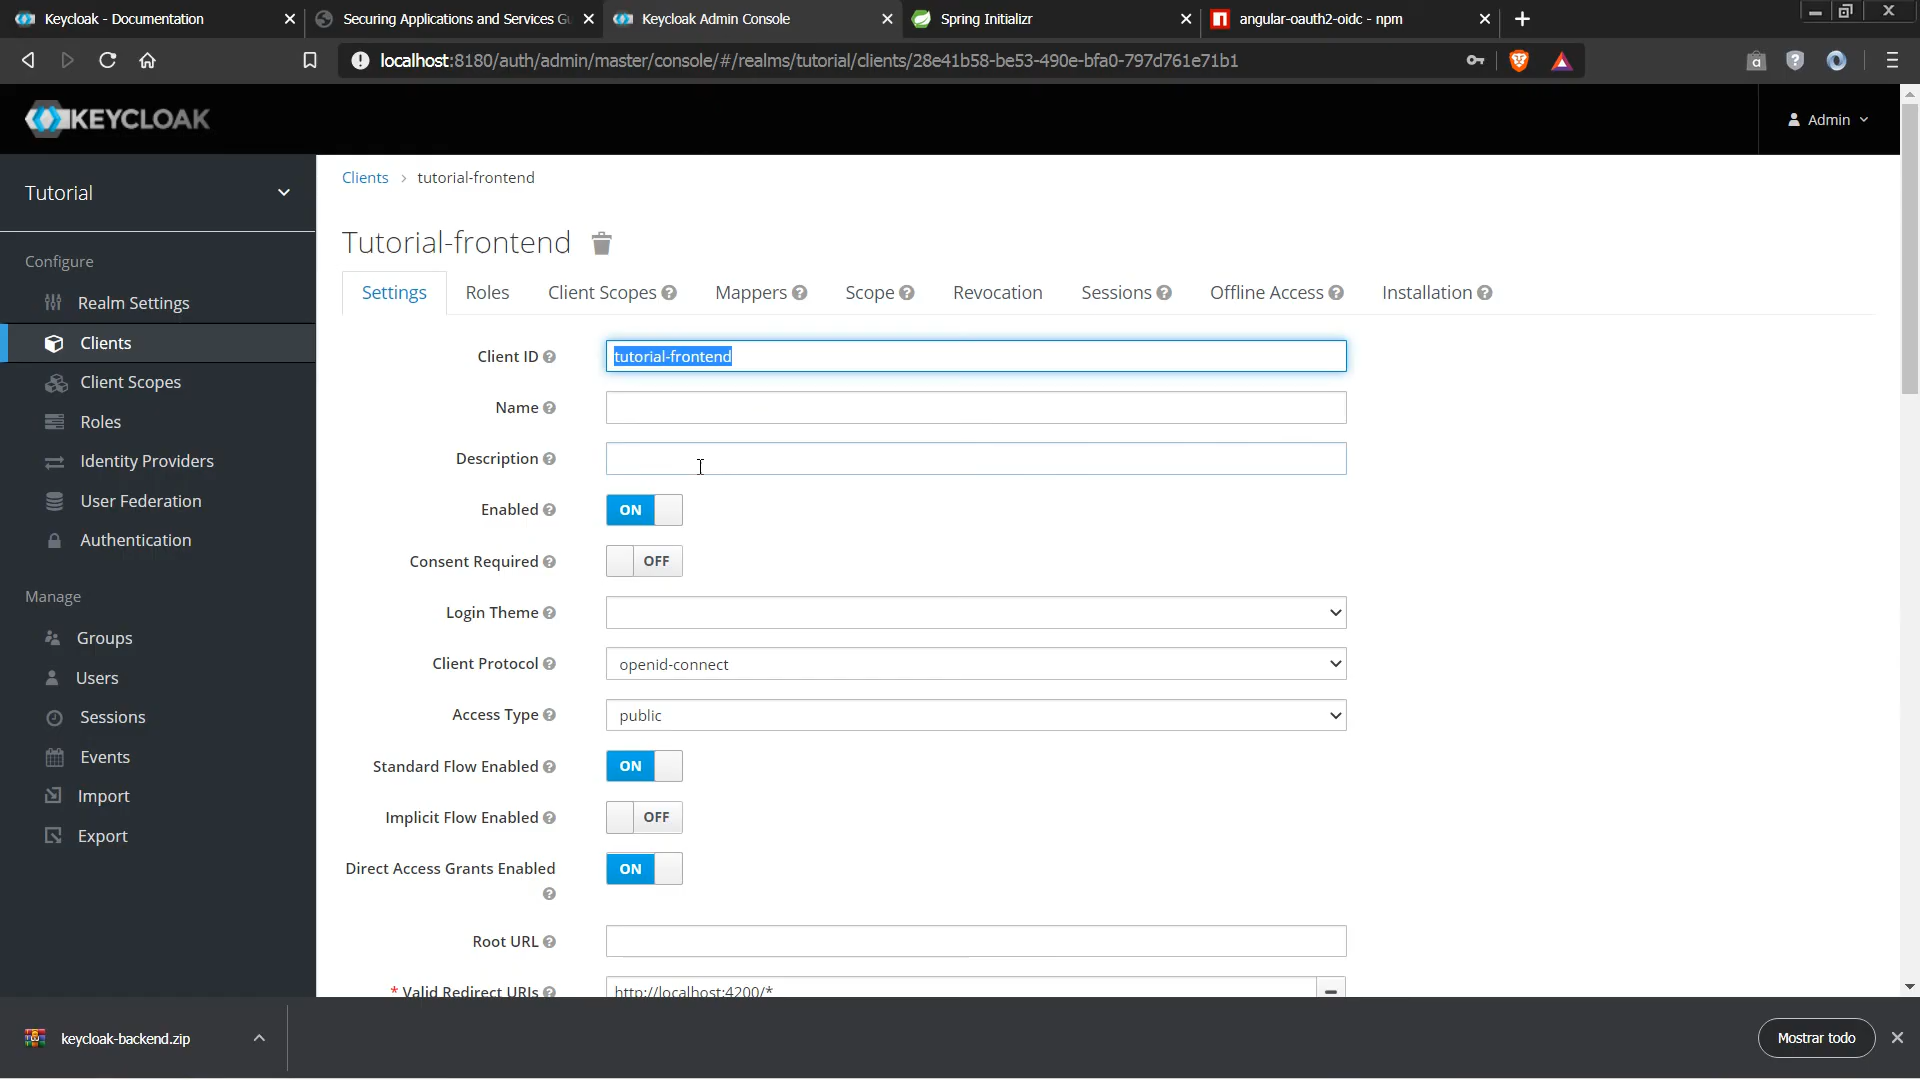 Keycloak - Documentation
Securing Applications and Services Gu
Keycloak Admin Console
Spring Initializr
angular-oauth2-oidc - npm
localhost:8180/auth/admin/master/console/#/realms/tutorial/clients/28e41b58-be53-490e-bfa0-797d761e71b1
KEYCLOAK
Admin
Tutorial
Configure
Realm Settings
Clients
Client Scopes
Roles
Identity Providers
User Federation
Authentication
Manage
Groups
Users
Sessions
Events
Import
Export
Clients > tutorial-frontend
Tutorial-frontend
Settings Roles Client Scopes Mappers Scope Revocation Sessions Offline Access Installation
Client ID tutorial-frontend
Name
Description
Enabled ON
Consent Required OFF
Login Theme
Client Protocol openid-connect
Access Type public
Standard Flow Enabled ON
Implicit Flow Enabled OFF
Direct Access Grants Enabled ON
Root URL
* Valid Redirect URIs http://localhost:4200/*
keycloak-backend.zip
Mostrar todo